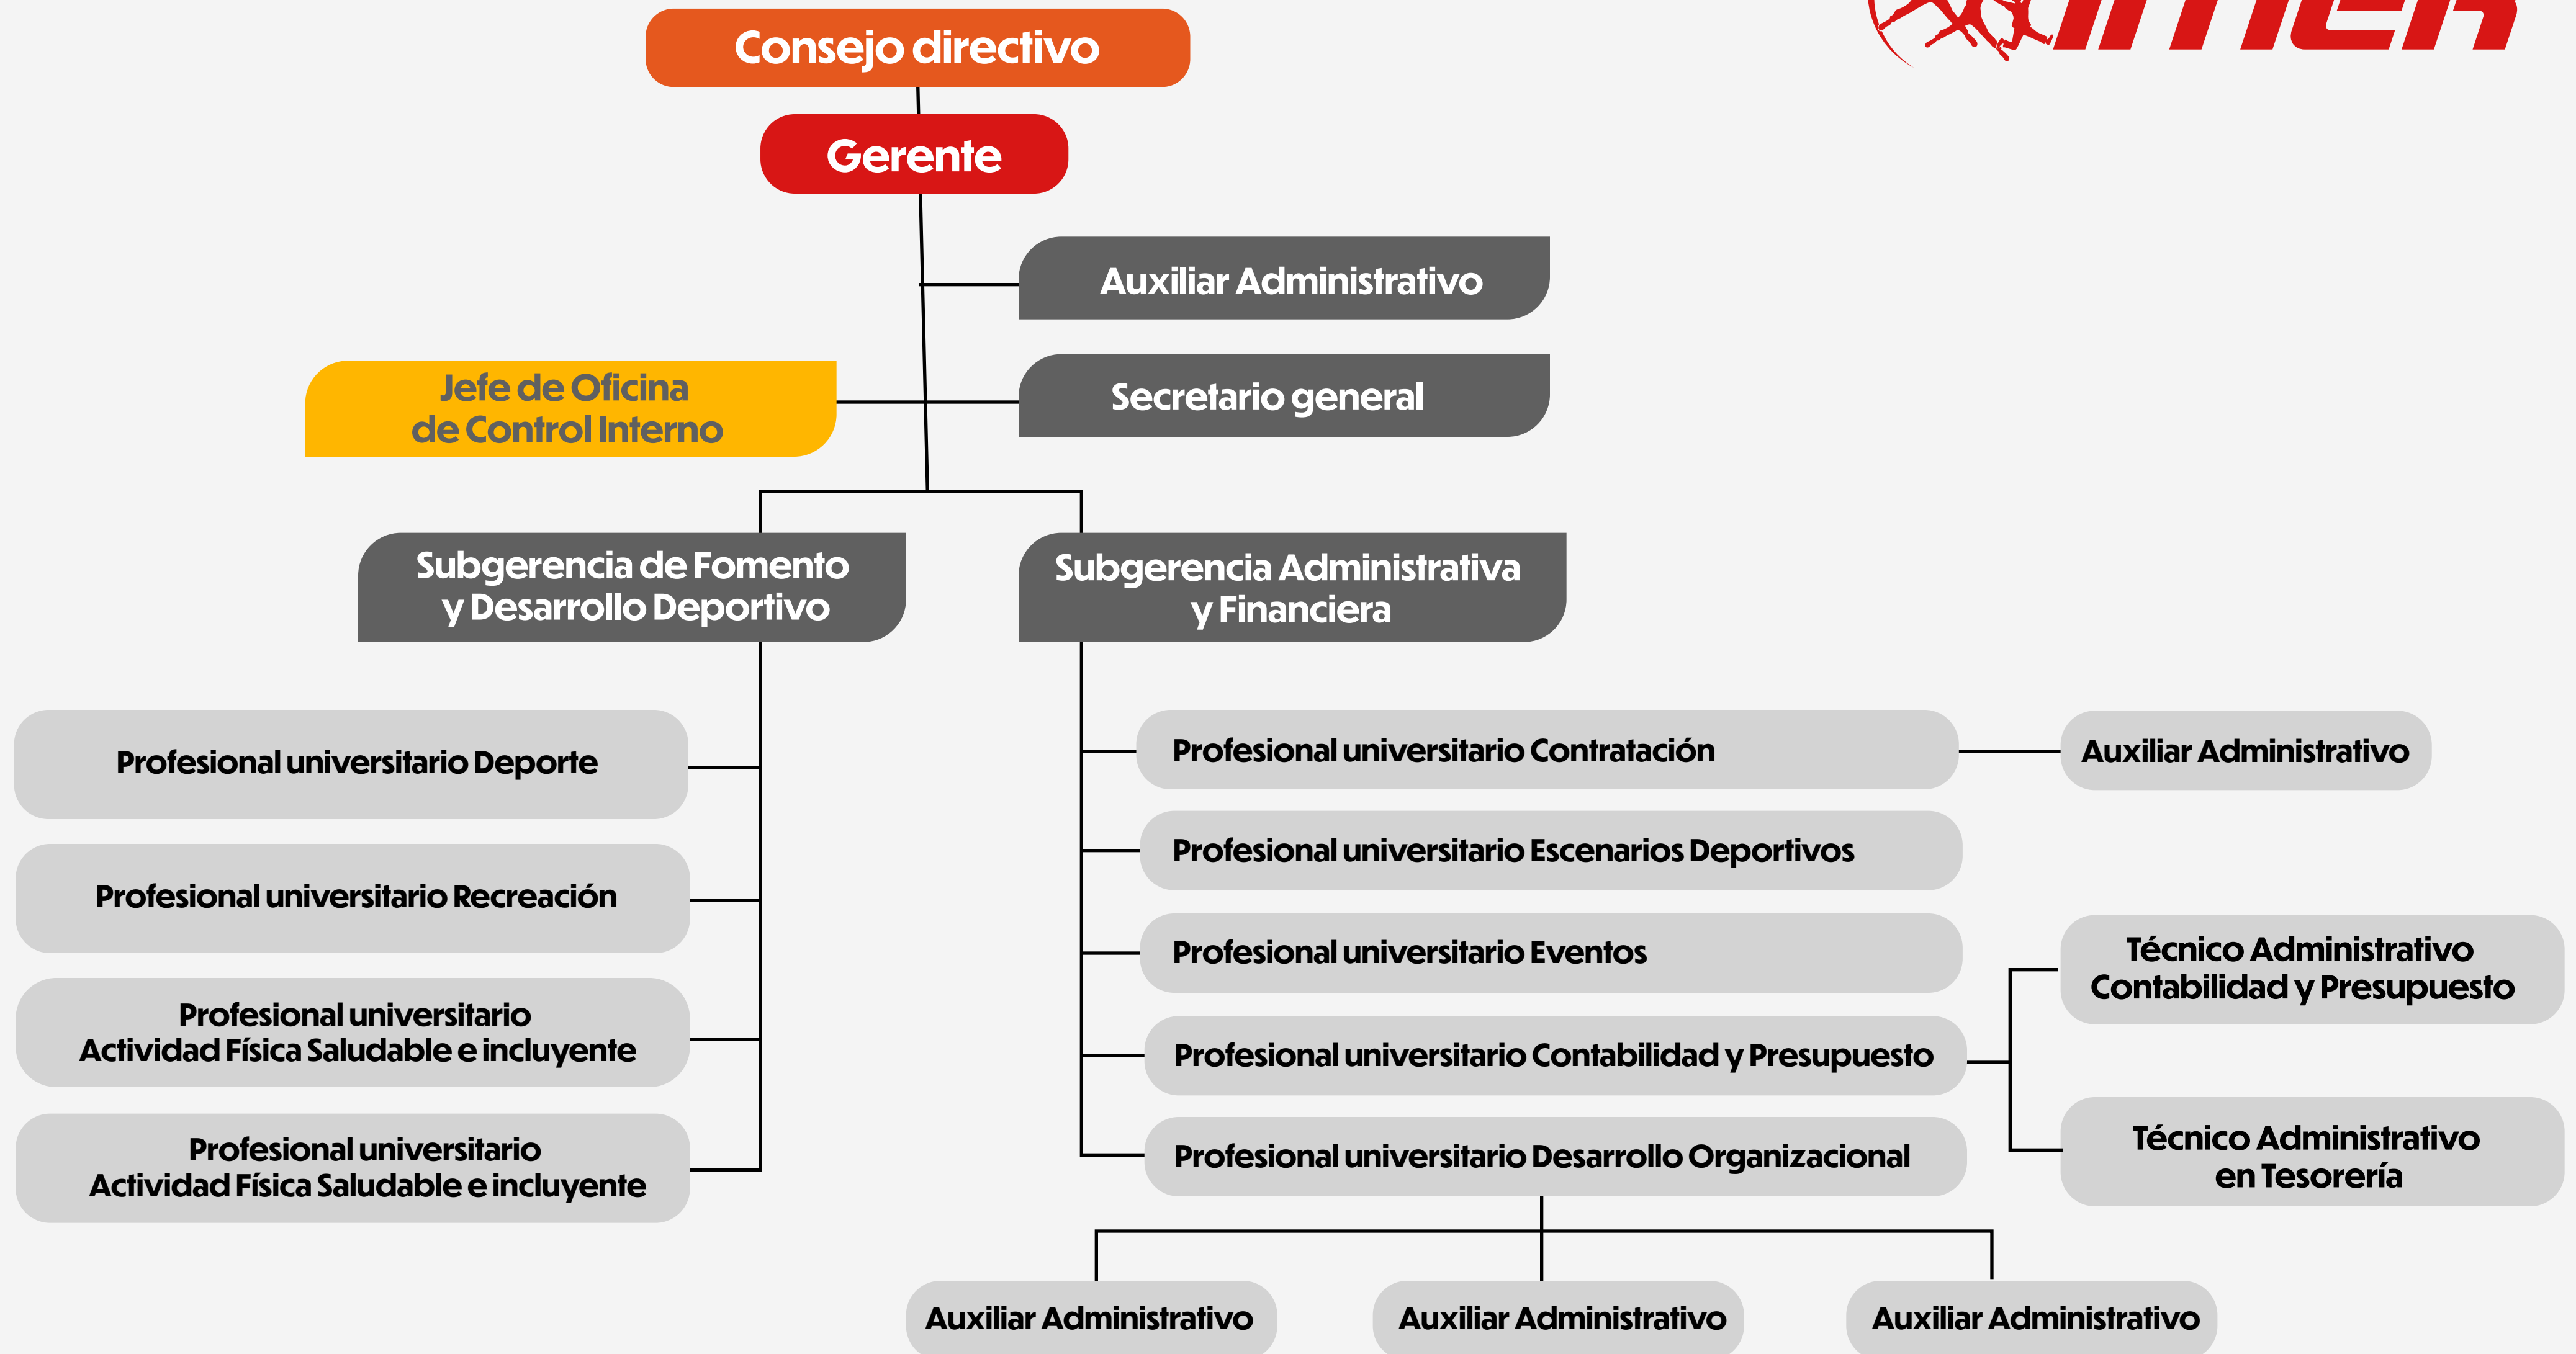 Consejo directivo
Gerente
Auxiliar Administrativo
Jefe de Oficina
de Control Interno
Secretario general
Subgerencia de Fomento
y Desarrollo Deportivo
Subgerencia Administrativa
y Financiera
Profesional universitario Deporte
Profesional universitario Recreación
Profesional universitario
Actividad Física Saludable e incluyente
Profesional universitario
Actividad Física Saludable e incluyente
Profesional universitario Contratación
Auxiliar Administrativo
Profesional universitario Escenarios Deportivos
Profesional universitario Eventos
Profesional universitario Contabilidad y Presupuesto
Técnico Administrativo
Contabilidad y Presupuesto
Técnico Administrativo
en Tesorería
Profesional universitario Desarrollo Organizacional
Auxiliar Administrativo
Auxiliar Administrativo
Auxiliar Administrativo